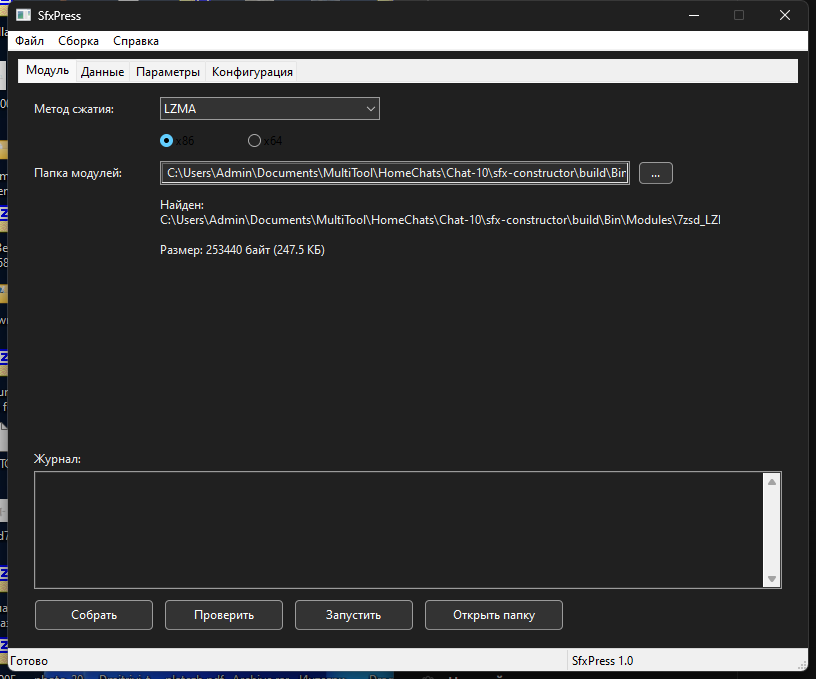 SfxPress
Файл Сборка Справка
Модуль Данные Параметры Конфигурация
Метод сжатия: LZMA
x86 x64
Папка модулей: C:\Users\Admin\Documents\MultiTool\HomeChats\Chat-10\sfx-constructor\build\Bin ...
Найден:
C:\Users\Admin\Documents\MultiTool\HomeChats\Chat-10\sfx-constructor\build\Bin\Modules\7zsd_LZ
Размер: 253440 байт (247.5 КБ)
Журнал:
Собрать Проверить Запустить Открыть папку
Готово SfxPress 1.0